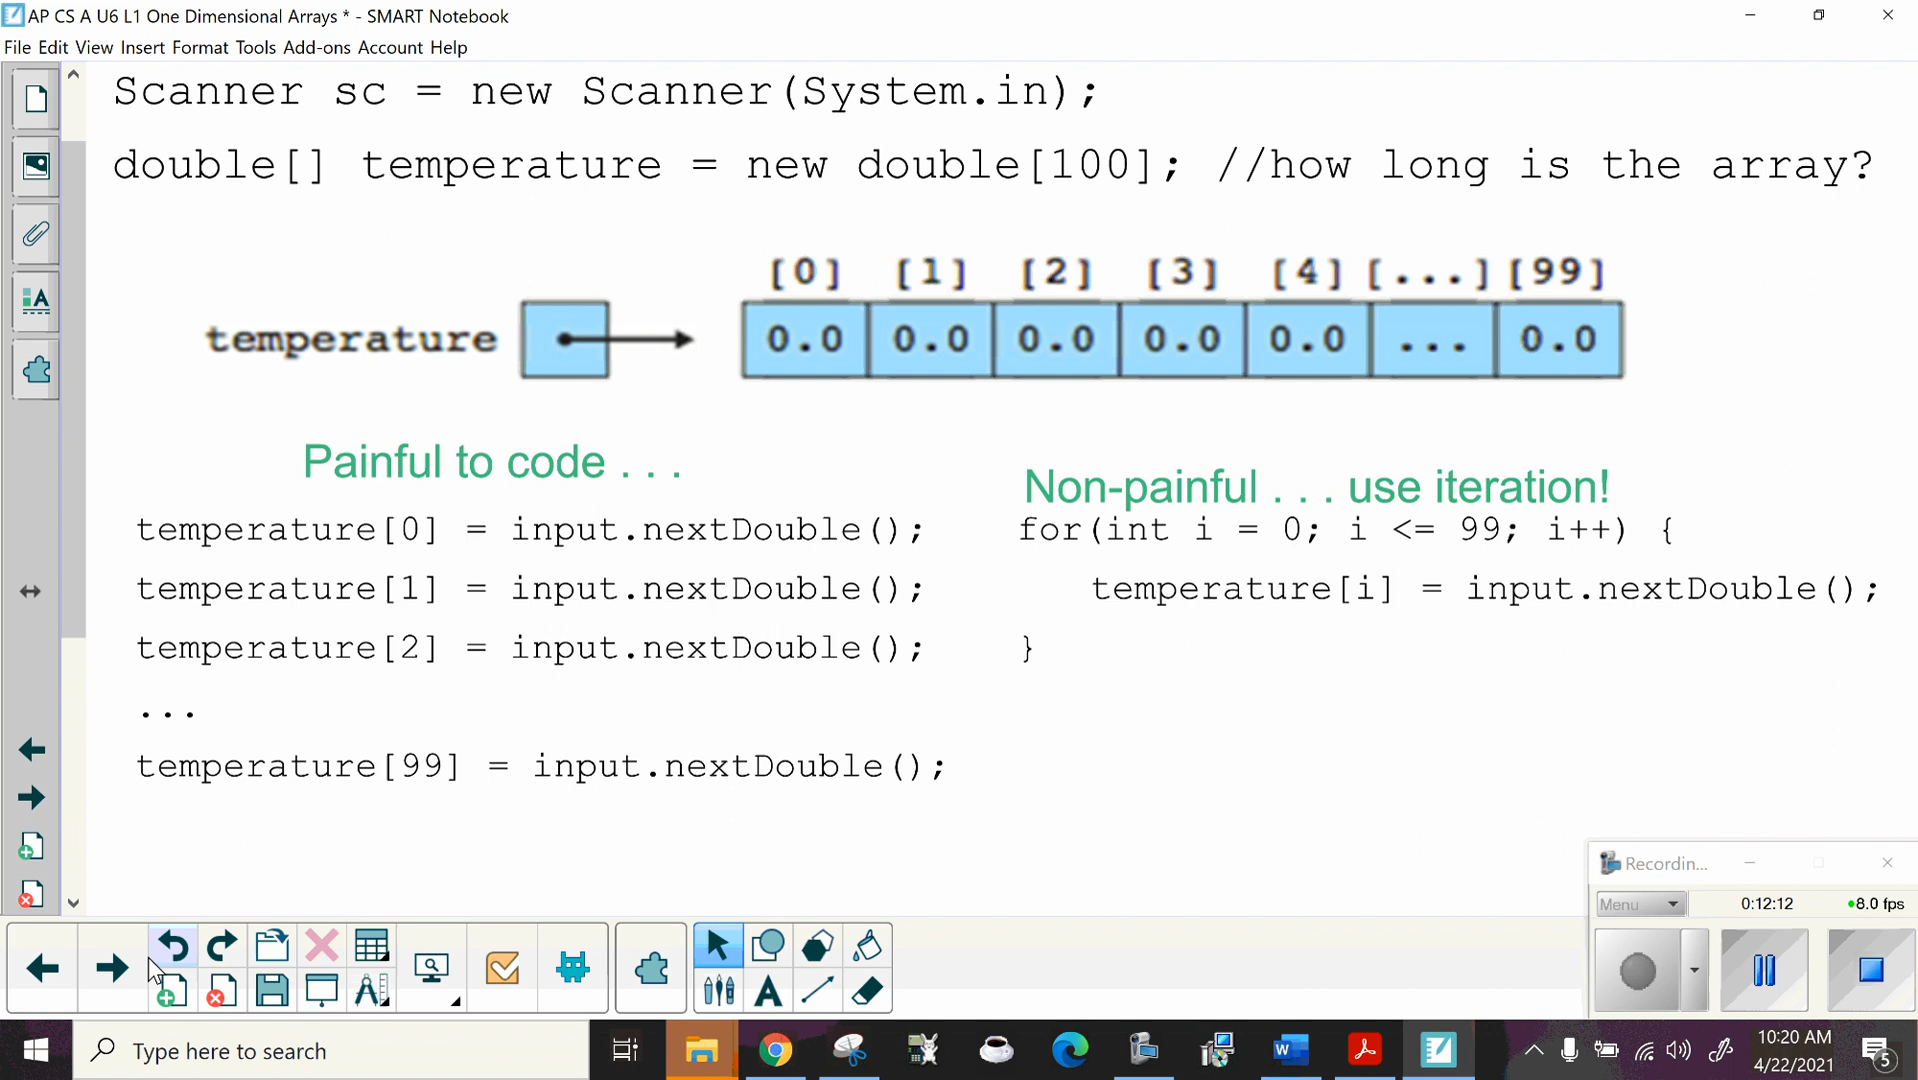 AP CS A U6 L1 One Dimensional Arrays * - SMART Notebook
File Edit View Insert Format Tools Add-ons Account Help
Scanner sc = new Scanner(System.in);
double[] temperature = new double[100]; //how long is the array?
[0] [1] [2] [3] [4] [...] [99]
temperature 0.0 0.0 0.0 0.0 0.0 ... 0.0
Painful to code . . .
temperature[0] = input.nextDouble();
temperature[1] = input.nextDouble();
temperature[2] = input.nextDouble();
...
temperature[99] = input.nextDouble();
Non-painful . . . use iteration!
for(int i = 0; i <= 99; i++) {
temperature[i] = input.nextDouble();
}
Recordin...
Menu 0:12:12 8.0 fps
Type here to search
10:20 AM
4/22/2021
5